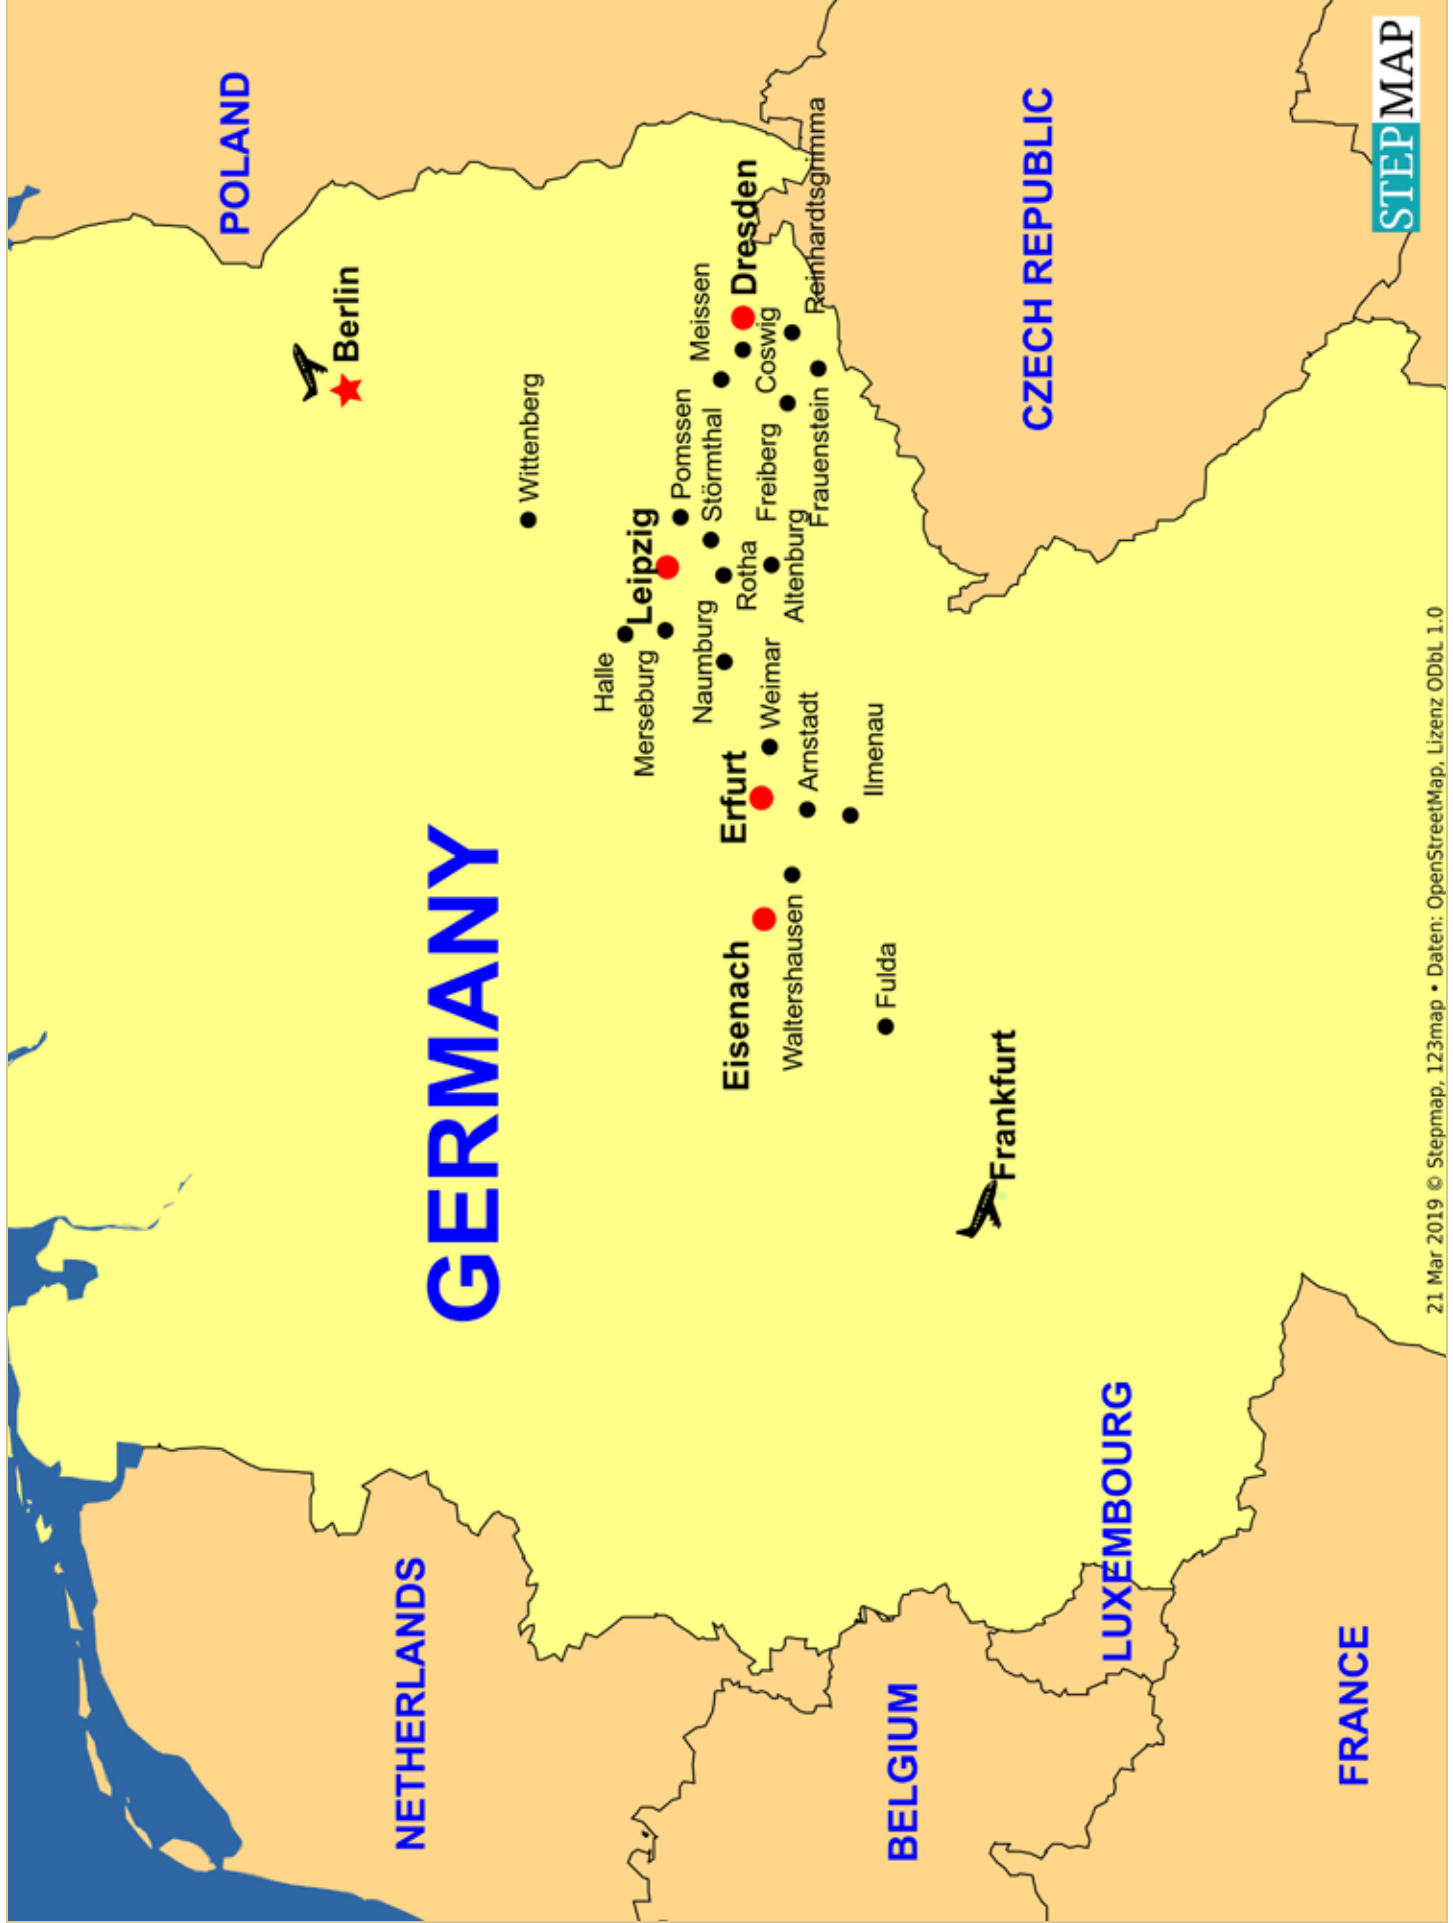 POLAND
Berlin
Wittenberg
NETHERLANDS
GERMANY
Halle
Leipzig
Merseburg
Pomssen
Meissen
Störmthal
Dresden
Naumburg
Rotha
Coswig
Freiberg
Reinhardtsgrimma
Eisenach
Erfurt
Weimar
Altenburg
Frauenstein
Waltershausen
Arnstadt
Ilmenau
Fulda
BELGIUM
Frankfurt
CZECH REPUBLIC
LUXEMBOURG
FRANCE
STEPMAP
21 Mar 2019 © Stepmap, 123map • Daten: OpenStreetMap, Lizenz ODbL 1.0